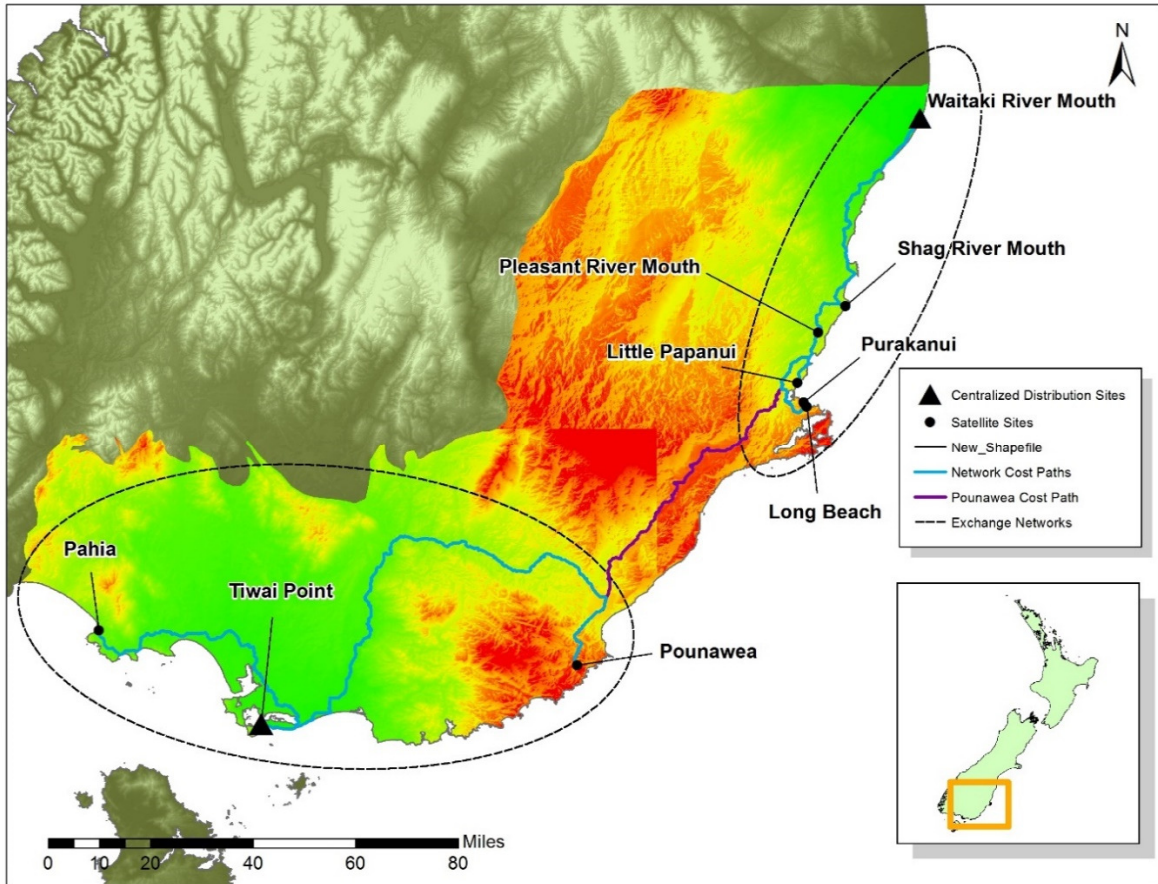 N
Waitaki River Mouth
Shag River Mouth
Pleasant River Mouth
Purakanui
Little Papanui
Long Beach
Pahia
Tiwai Point
Pounawea
Centralized Distribution Sites
Satellite Sites
New_Shapefile
Network Cost Paths
Pounawea Cost Path
Exchange Networks
Miles
0 10 20 40 60 80